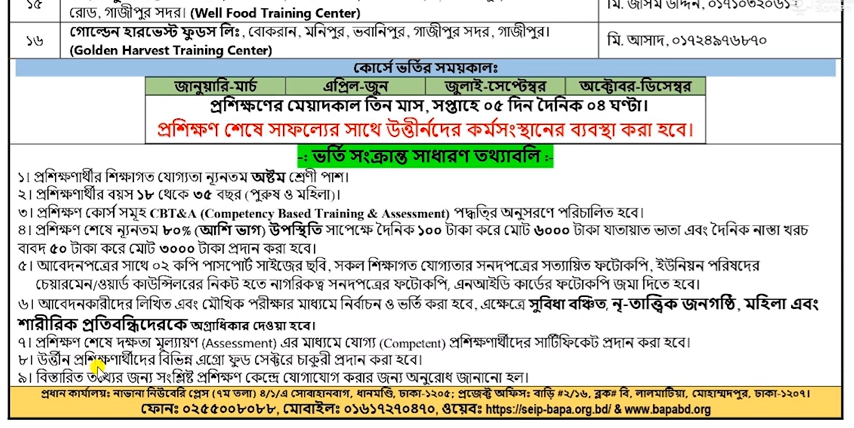 ১৫
রোড, গাজীপুর সদর। (Well Food Training Center)
মি. জসিম উদ্দিন,
১৬
গোল্ডেন হারভেস্ট ফুডস লিঃ, বোকরান, মনিপুর, ভবানিপুর, গাজীপুর সদর, গাজীপুর।
(Golden Harvest Training Center)
মি. আসাদ, ০১৭২৪৯৭৬৮৭০
কোর্সে ভর্তির সময়কালঃ
জানুয়ারি-মার্চ এপ্রিল-জুন জুলাই-সেপ্টেম্বর অক্টোবর-ডিসেম্বর
প্রশিক্ষণের মেয়াদকাল তিন মাস, সপ্তাহে ০৫ দিন দৈনিক ০৪ ঘণ্টা।
প্রশিক্ষণ শেষে সাফল্যের সাথে উত্তীর্নদের কর্মসংস্থানের ব্যবস্থা করা হবে।
-: ভর্তি সংক্রান্ত সাধারণ তথ্যাবলি :-
১। প্রশিক্ষণার্থীর শিক্ষাগত যোগ্যতা ন্যূনতম অষ্টম শ্রেণী পাশ।
২। প্রশিক্ষণার্থীর বয়স ১৮ থেকে ৩৫ বছর (পুরুষ ও মহিলা)।
৩। প্রশিক্ষণ কোর্স সমূহ CBT&A (Competency Based Training & Assessment) পদ্ধতির অনুসরণে পরিচালিত হবে।
৪। প্রশিক্ষণ শেষে ন্যূনতম ৮০% (আশি ভাগ) উপস্থিতি সাপেক্ষে দৈনিক ১০০ টাকা করে মোট ৬০০০ টাকা যাতায়াত ভাতা এবং দৈনিক নাস্তা খরচ
বাবদ ৫০ টাকা করে মোট ৩০০০ টাকা প্রদান করা হবে।
৫। আবেদনপত্রের সাথে ০২ কপি পাসপোর্ট সাইজের ছবি, সকল শিক্ষাগত যোগ্যতার সনদপত্রের সত্যায়িত ফটোকপি, ইউনিয়ন পরিষদের
চেয়ারমেন/ওয়ার্ড কাউন্সিলরের নিকট হতে নাগরিকত্ব সনদপত্রের ফটোকপি, এনআইডি কার্ডের ফটোকপি জমা দিতে হবে।
৬। আবেদনকারীদের লিখিত এবং মৌখিক পরীক্ষার মাধ্যমে নির্বাচন ও ভর্তি করা হবে, এক্ষেত্রে সুবিধা বঞ্চিত, নৃ-তাত্ত্বিক জনগষ্ঠি, মহিলা এবং
শারীরিক প্রতিবন্ধিদেরকে অগ্রাধিকার দেওয়া হবে।
৭। প্রশিক্ষণ শেষে দক্ষতা মূল্যায়ণ (Assessment) এর মাধ্যমে যোগ্য (Competent) প্রশিক্ষণার্থীদের সার্টিফিকেট প্রদান করা হবে।
৮। উর্ত্তীন প্রশিক্ষণার্থীদের বিভিন্ন এগ্রো ফুড সেক্টরে চাকুরী প্রদান করা হবে।
৯। বিস্তারিত তথ্যের জন্য সংশ্লিষ্ট প্রশিক্ষণ কেন্দ্রে যোগাযোগ করার জন্য অনুরোধ জানানো হল।
প্রধান কার্যালয়: নাভানা নিউবেরি প্লেস (৭ম তলা) ৪/১/এ সোবাহানবাগ, ধানমণ্ডি, ঢাকা-১২০৫; প্রজেক্ট অফিস: বাড়ি #২/১৬, ব্লক# বি, লালমাটিয়া, মোহাম্মদপুর, ঢাকা-১২০৭।
ফোন: ০২৫৫০০৮০৮৮, মোবাইল: ০১৬১৭২৭০৪৭০, ওয়েব: https://seip-bapa.org.bd/ & www.bapabd.org